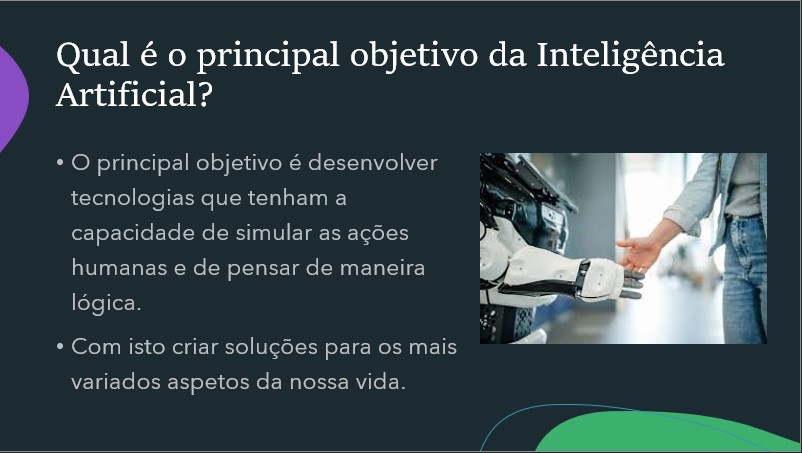 Qual é o principal objetivo da Inteligência
Artificial?
• O principal objetivo é desenvolver
tecnologias que tenham a
capacidade de simular as ações
humanas e de pensar de maneira
lógica.
• Com isto criar soluções para os mais
variados aspetos da nossa vida.